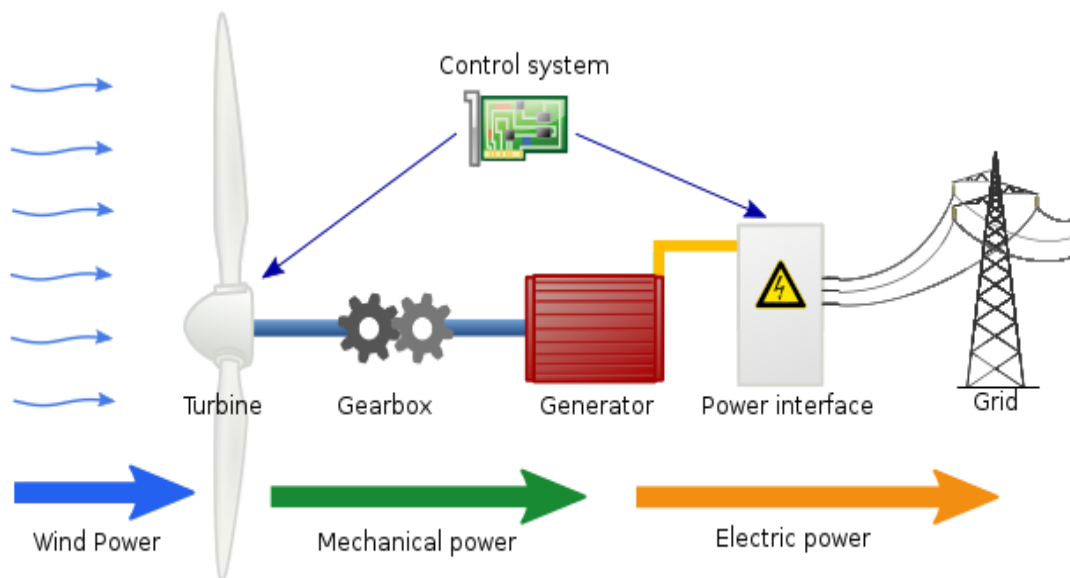 Control system
Turbine
Gearbox
Generator
Power interface
Grid
Wind Power
Mechanical power
Electric power